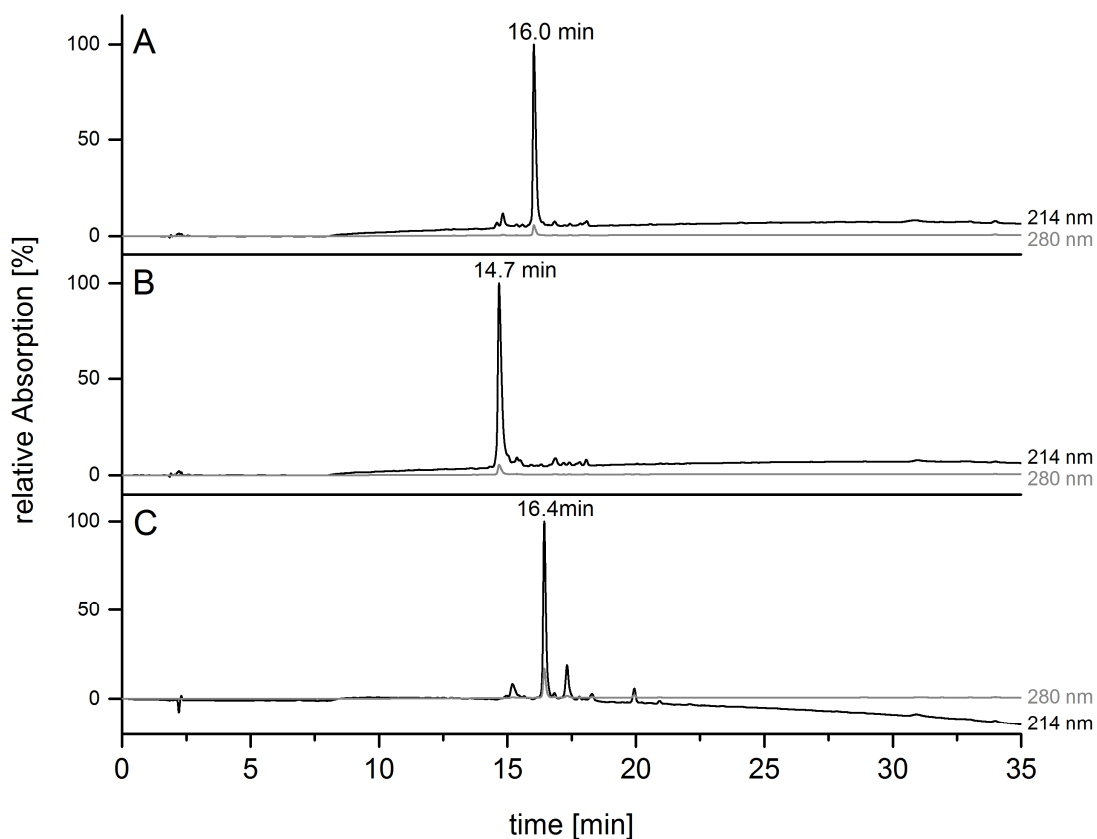 relative Absorption [%]
A
16.0 min
100
50
0
214 nm
280 nm
B
14.7 min
100
50
0
214 nm
280 nm
C
16.4min
100
50
0
280 nm
214 nm
0 5 10 15 20 25 30 35
time [min]